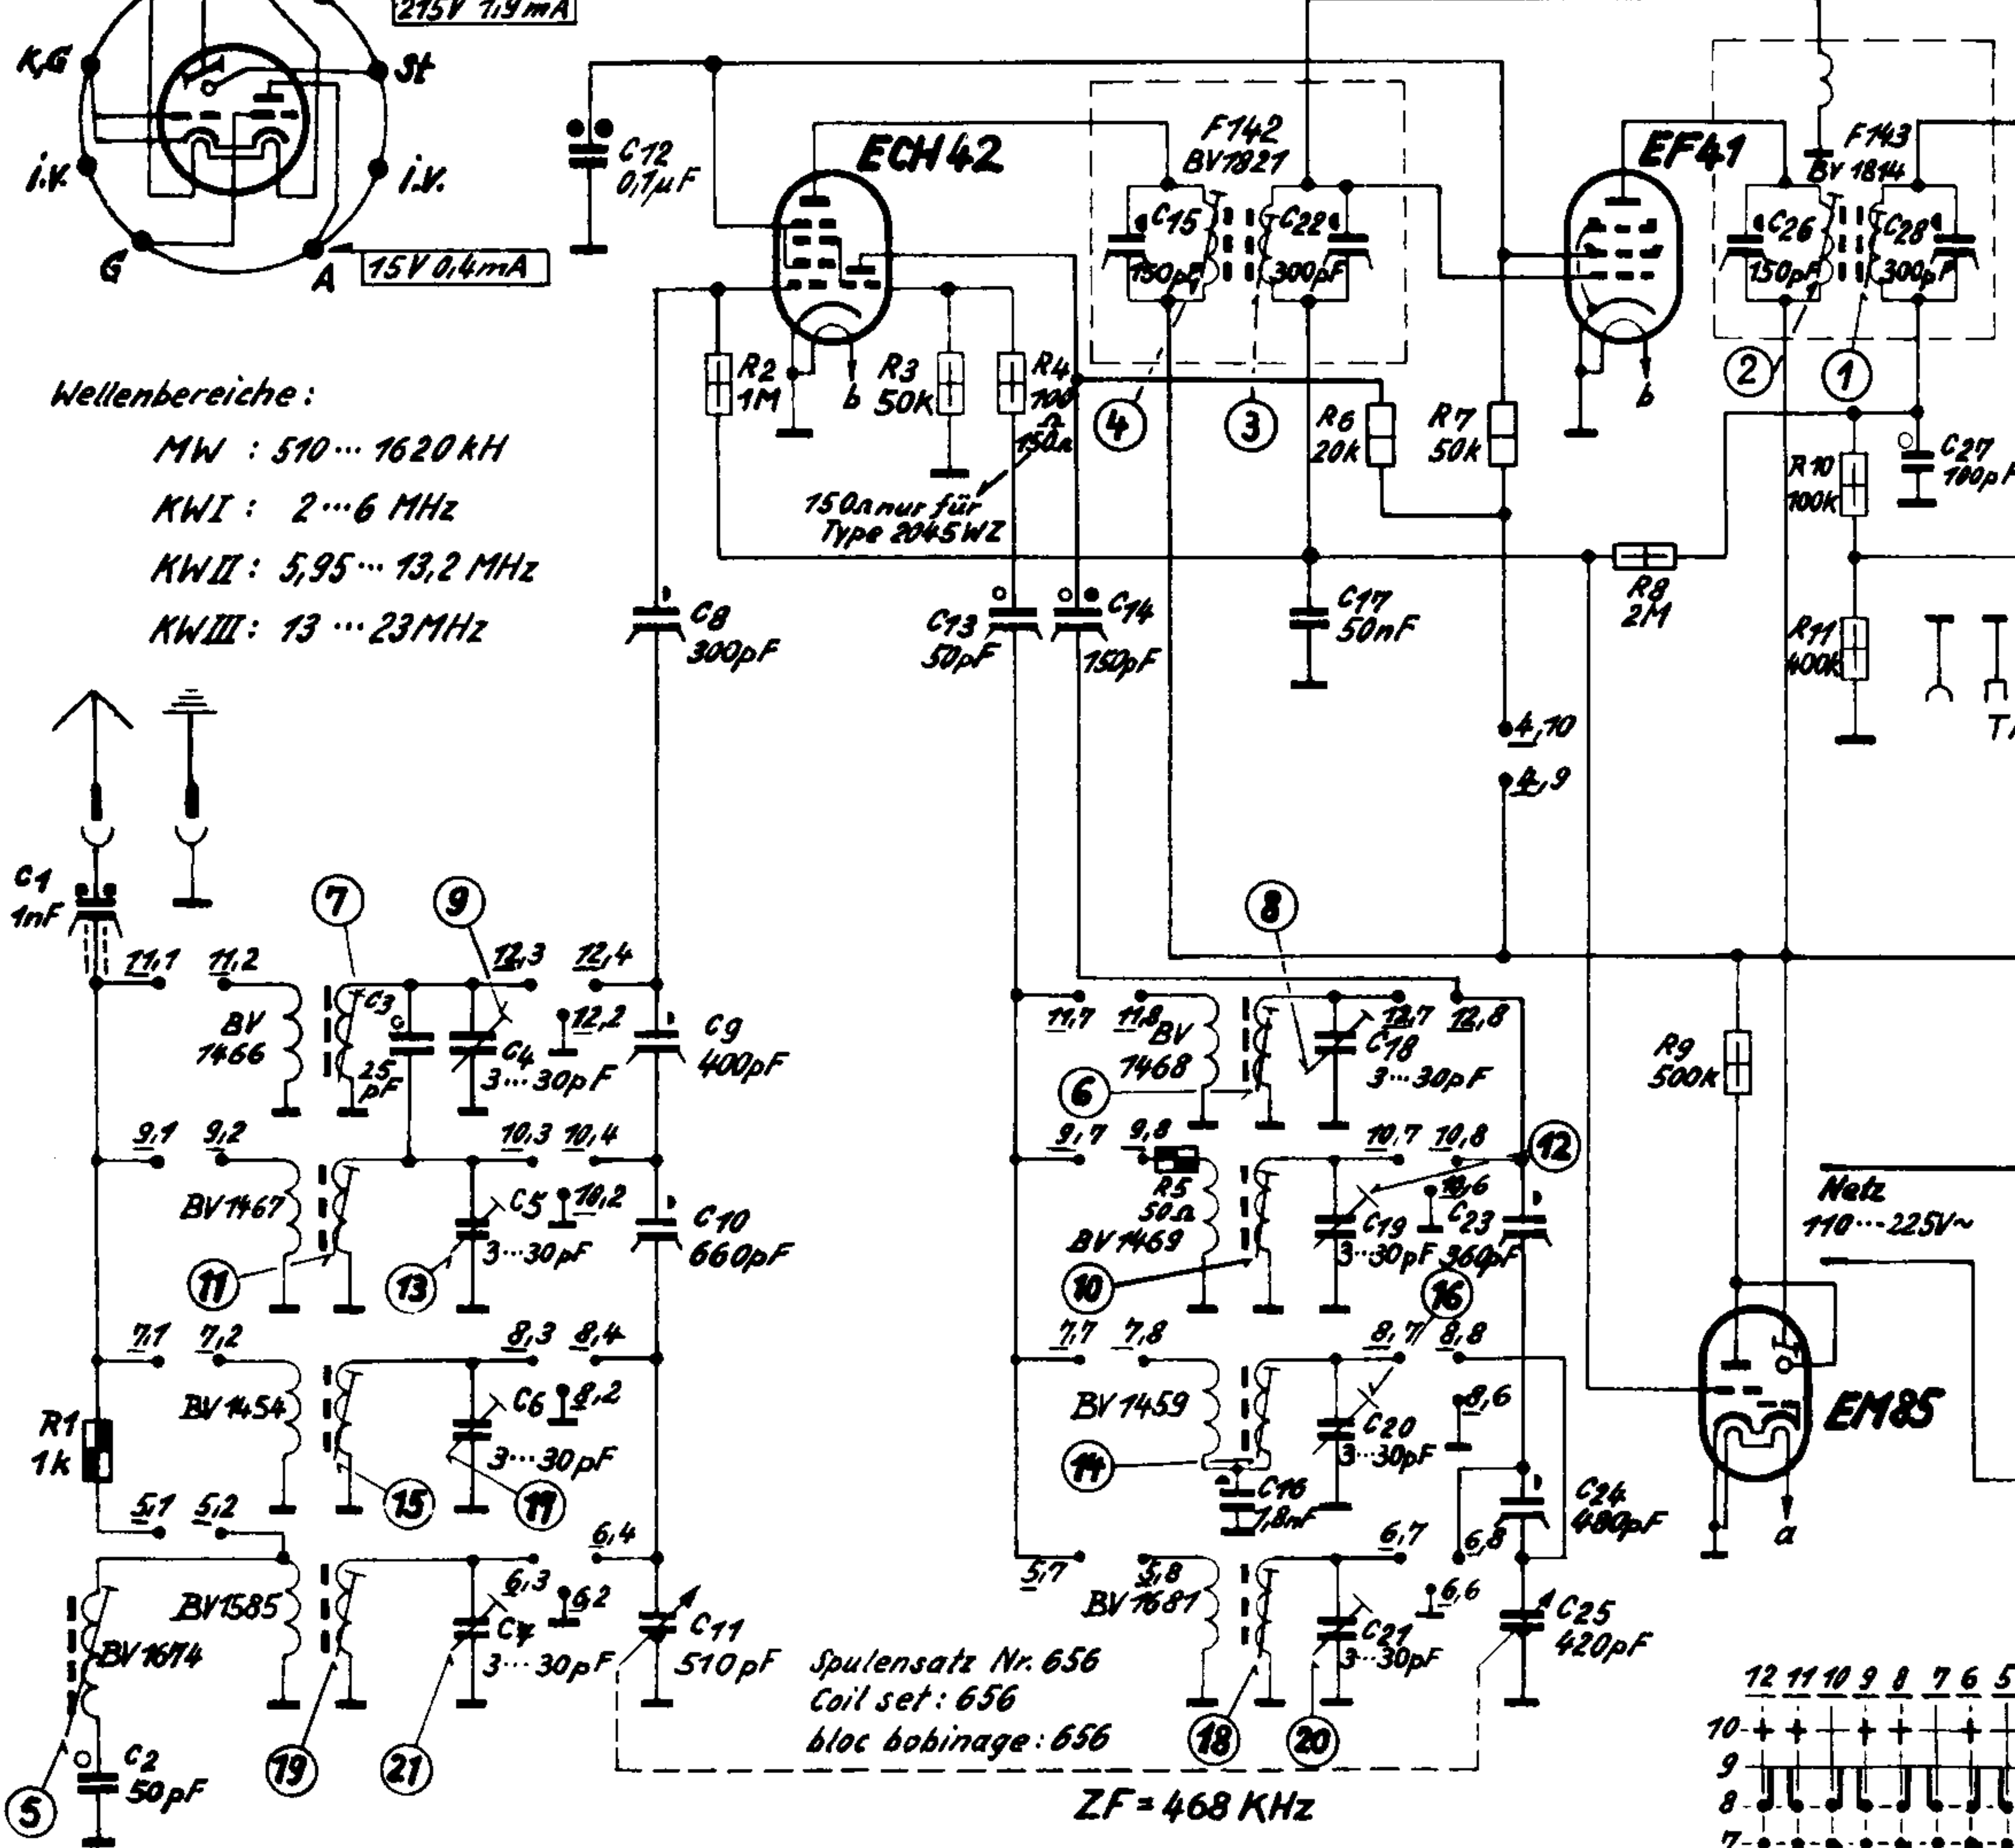 215V 1,9mA
K,G
St
i.v.
i.v.
G
A
15V 0,4mA
C12
0,1µF
ECH42
F142
BV1821
EF41
F143
BV 1814
C15
150pF
C22
300pF
C26
150pF
C28
300pF
Wellenbereiche:
MW : 510 ... 1620 kH
KWI : 2...6 MHz
KWII : 5,95 ... 13,2 MHz
KWIII : 13 ... 23MHz
R2
1M
b
R3
50k
R4
100
Ω
150Ω
4
3
R6
20k
R7
50k
b
2
1
R10
100k
C27
100pF
150Ω nur für
Type 2045WZ
R8
2M
C8
300pF
C13
50pF
C14
150pF
C17
50nF
R11
400k
4,10
4,9
C1
1nF
7
9
8
11,1
11,2
12,3
12,4
BV
1466
C3
25
pF
C4
3...30pF
12,2
C9
400pF
11,7
11,8
BV
1468
12,7
12,8
C18
3...30pF
6
R9
500k
9,1
9,2
10,3
10,4
BV1467
C5
3...30pF
10,2
C10
660pF
11
13
9,7
9,8
R5
50Ω
BV1469
10,7
10,8
12
10,6
C19
3...30pF
C23
360pF
10
16
Netz
110...225V~
7,1
7,2
8,3
8,4
R1
1k
BV1454
C6
3...30pF
8,2
15
17
7,7
7,8
8,7
8,8
BV1459
C20
3...30pF
8,6
14
C16
C24
480pF
EM85
a
5,1
5,2
6,4
6,3
BV1585
BV1674
C7
3...30pF
6,2
C11
510pF
5,7
5,8
BV1681
6,7
6,8
C21
3...30pF
6,6
C25
420pF
Spulensatz Nr. 656
Coil set: 656
bloc bobinage: 656
5
C2
50pF
19
21
18
20
ZF = 468 KHz
12 11 10 9 8 7 6 5
10
9
8
7